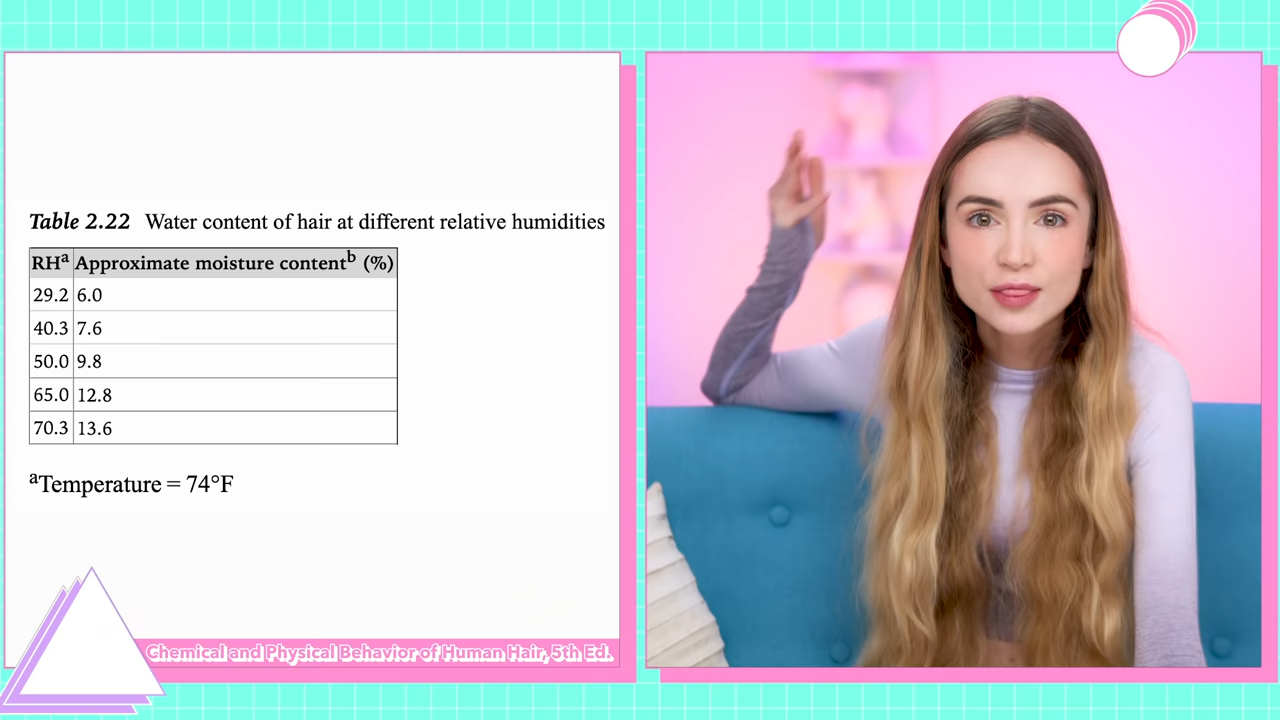 Table 2.22 Water content of hair at different relative humidities
RHa Approximate moisture contentb (%)
29.2 6.0
40.3 7.6
50.0 9.8
65.0 12.8
70.3 13.6
aTemperature = 74°F
Chemical and Physical Behavior of Human Hair, 5th Ed.